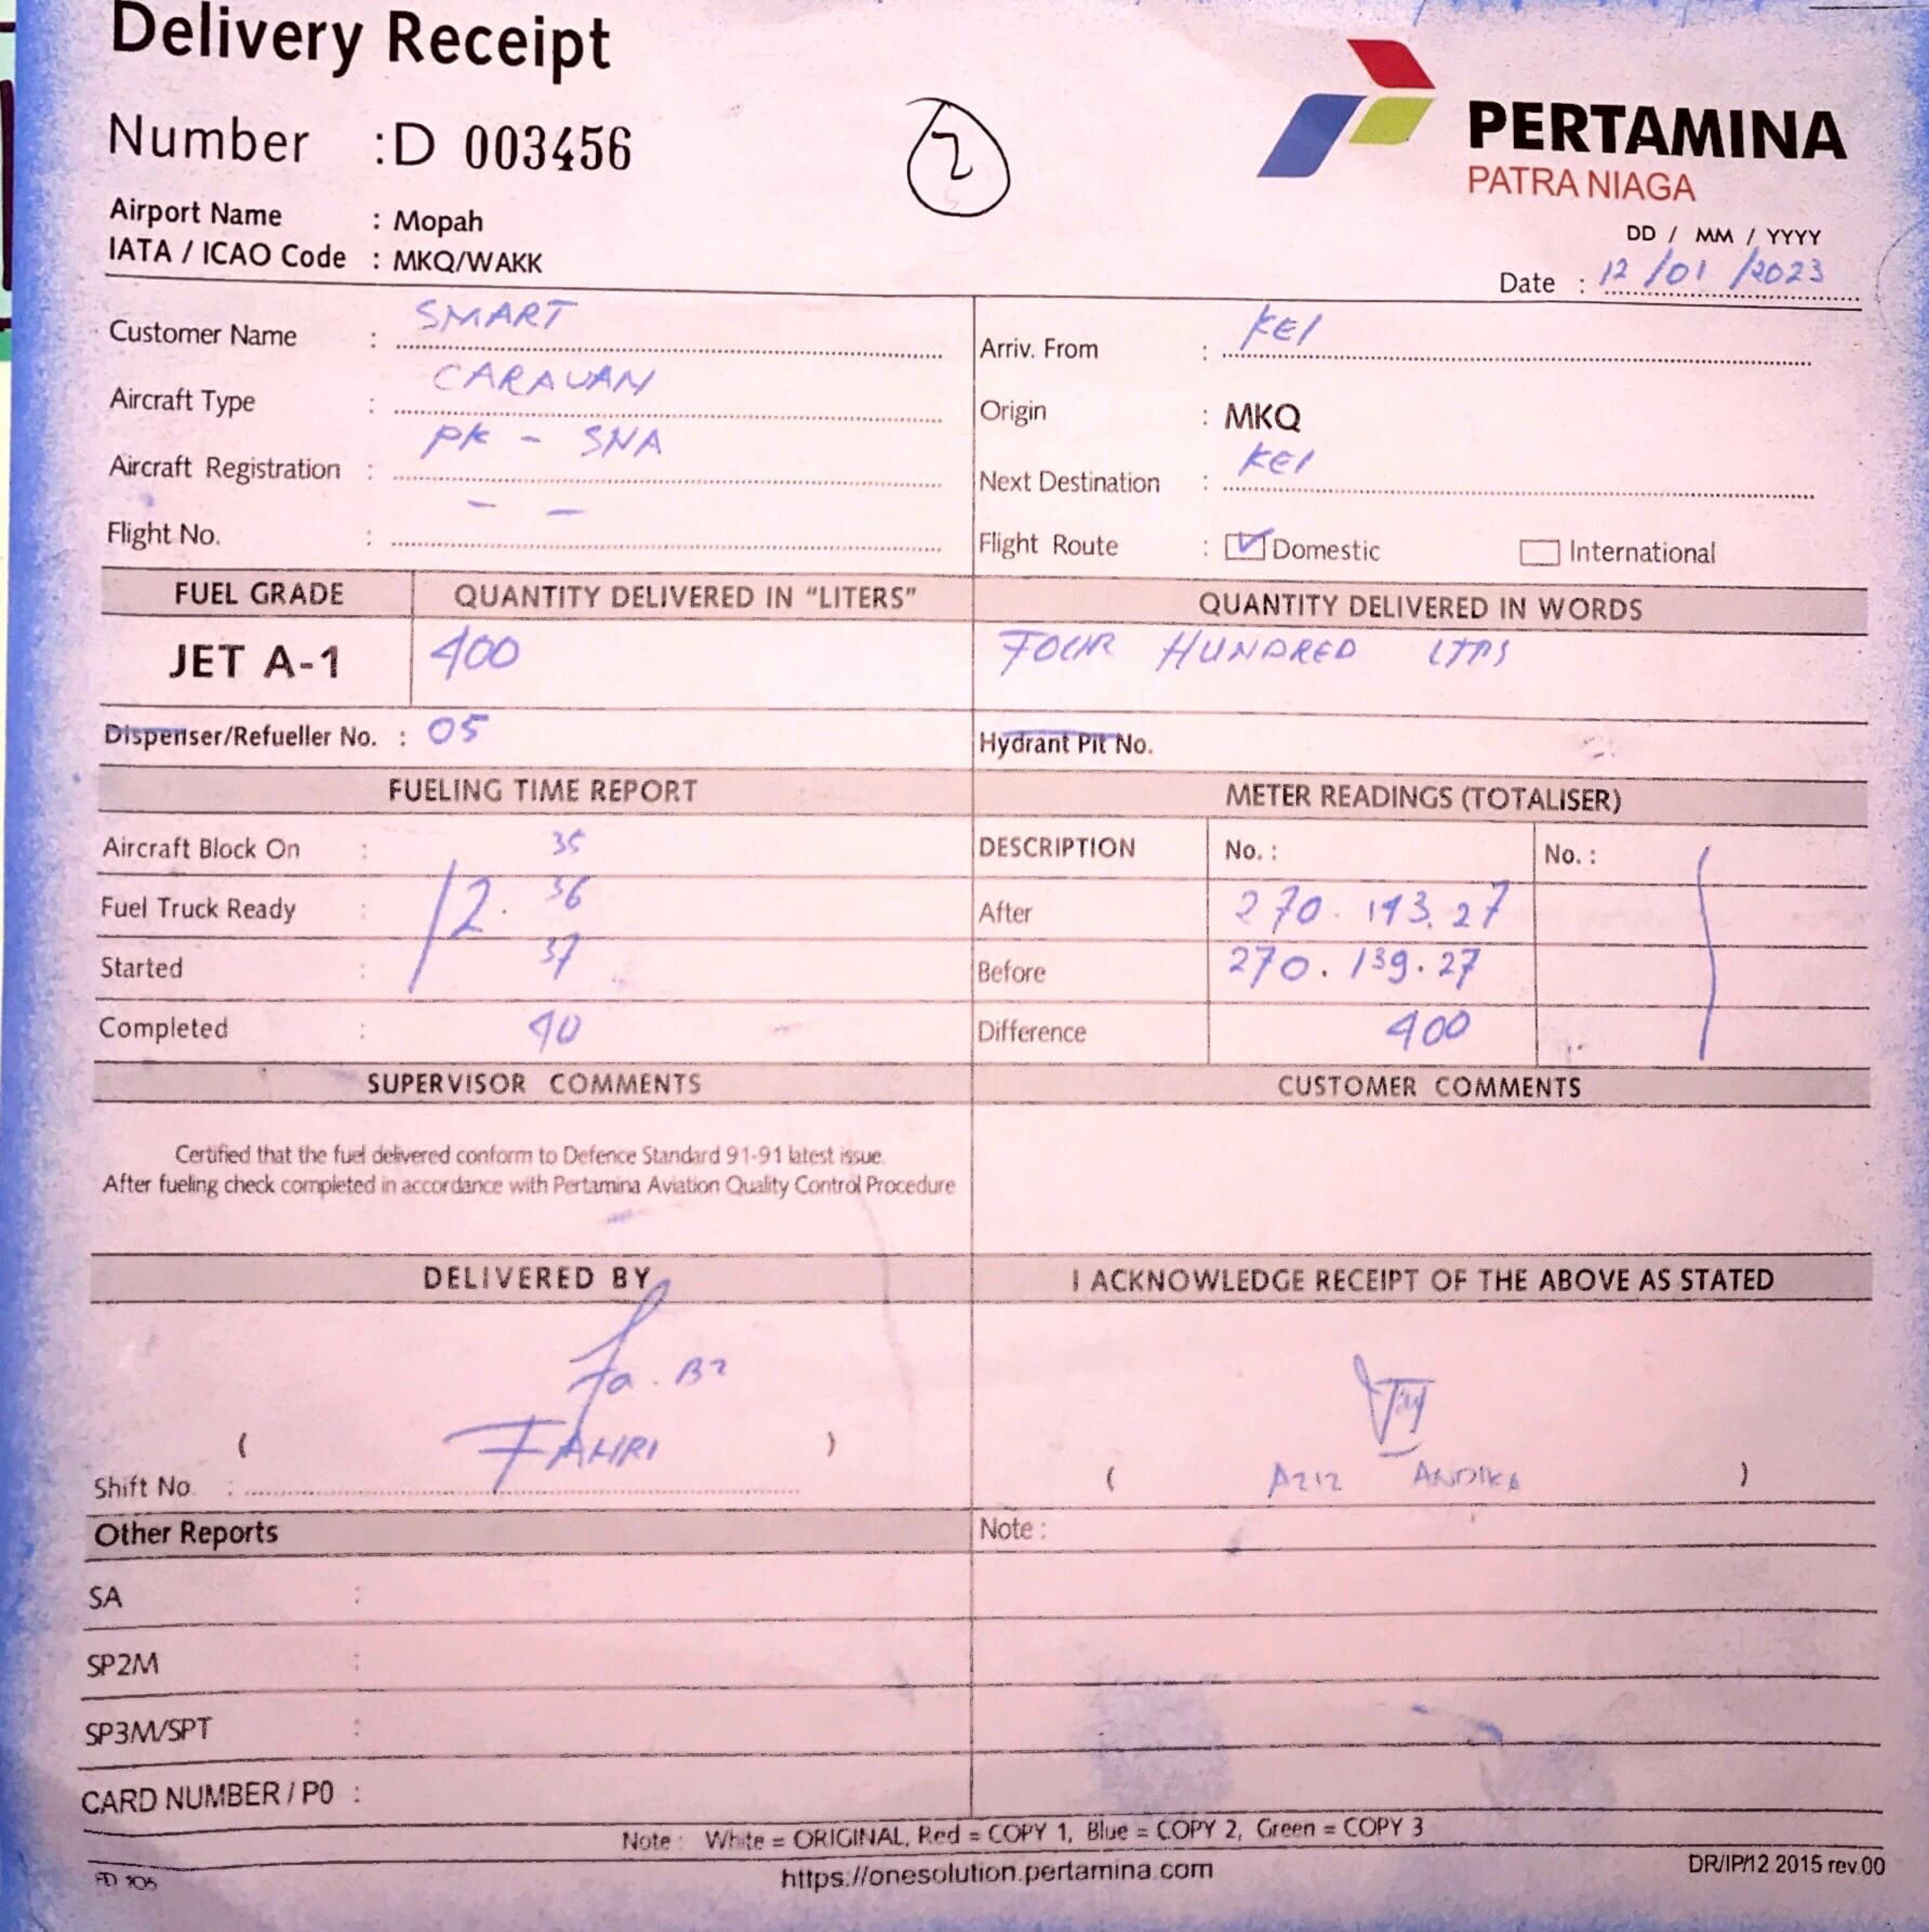 Delivery Receipt
Number : D 003456
2
PERTAMINA
PATRA NIAGA
Airport Name : Mopah
IATA / ICAO Code : MKQ/WAKK
DD / MM / YYYY
Date : 12/01/2023
Customer Name : SMART
Arriv. From : KEI
Aircraft Type : CARAVAN
Origin : MKQ
Aircraft Registration : PK - SNA
Next Destination : KEI
Flight No. : - -
Flight Route : ☑ Domestic ☐ International
FUEL GRADE QUANTITY DELIVERED IN "LITERS" QUANTITY DELIVERED IN WORDS
JET A-1 400 FOUR HUNDRED LTRS
Dispenser/Refueller No. : 05 Hydrant Pit No.
FUELING TIME REPORT METER READINGS (TOTALISER)
Aircraft Block On : 35 DESCRIPTION No. : No. :
Fuel Truck Ready : 12. 36 After 270.143.27
Started : 37 Before 270.139.27
Completed : 40 Difference 400
SUPERVISOR COMMENTS CUSTOMER COMMENTS
Certified that the fuel delivered conform to Defence Standard 91-91 latest issue.
After fueling check completed in accordance with Pertamina Aviation Quality Control Procedure
DELIVERED BY I ACKNOWLEDGE RECEIPT OF THE ABOVE AS STATED
( FAHRI ) ( AZIZ ANDIKA )
Shift No. :
Other Reports Note :
SA :
SP2M :
SP3M/SPT :
CARD NUMBER / PO :
Note : White = ORIGINAL, Red = COPY 1, Blue = COPY 2, Green = COPY 3
https://onesolution.pertamina.com
DR/IP/12 2015 rev.00